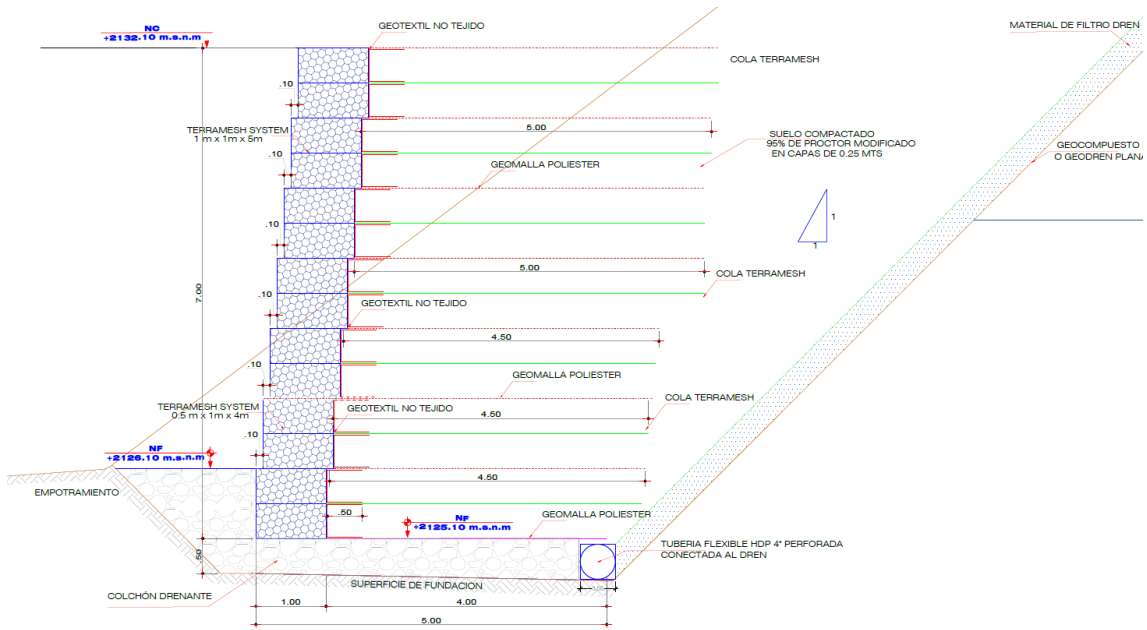 GEOTEXTIL NO TEJIDO
MATERIAL DE FILTRO DREN
NC
+2132.10 m.s.n.m
COLA TERRAMESH
.10
TERRAMESH SYSTEM
1 m x 1m x 5m
5.00
SUELO COMPACTADO
95% DE PROCTOR MODIFICADO
EN CAPAS DE 0.25 MTS
GEOCOMPUESTO
O GEODREN PLANA
.10
GEOMALLA POLIESTER
1
1
.10
7.00
5.00
COLA TERRAMESH
.10
GEOTEXTIL NO TEJIDO
4.50
.10
GEOMALLA POLIESTER
COLA TERRAMESH
TERRAMESH SYSTEM
0.5 m x 1m x 4m
GEOTEXTIL NO TEJIDO
4.50
.10
NF
+2126.10 m.s.n.m
4.50
EMPOTRAMIENTO
.50
NF
+2125.10 m.s.n.m
GEOMALLA POLIESTER
.50
TUBERIA FLEXIBLE HDP 4" PERFORADA
CONECTADA AL DREN
SUPERFICIE DE FUNDACION
COLCHÓN DRENANTE
1.00
4.00
5.00